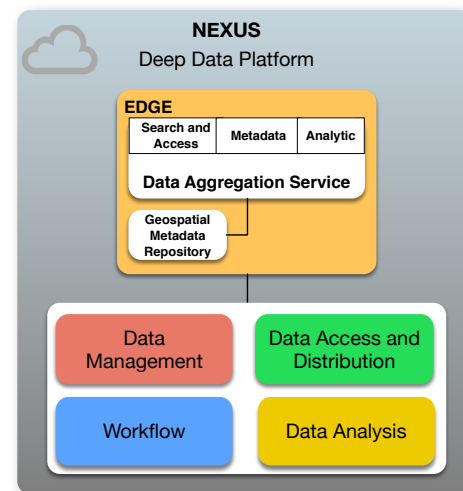 NEXUS
Deep Data Platform
EDGE
Search and
Access
Metadata
Analytic
Data Aggregation Service
Geospatial
Metadata
Repository
Data
Management
Data Access and
Distribution
Workflow
Data Analysis